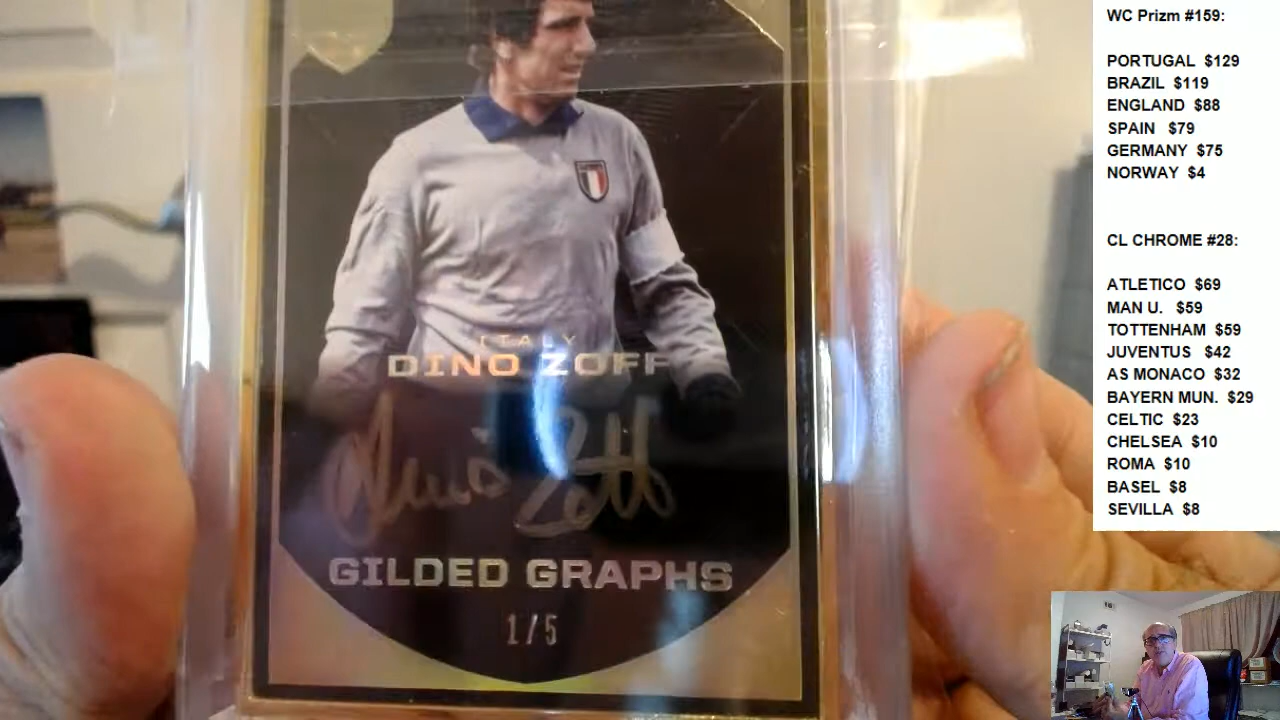 ITALY
DINO ZOFF
Dino Zoff
GILDED GRAPHS
1/5
WC Prizm #159:
PORTUGAL $129
BRAZIL $119
ENGLAND $88
SPAIN $79
GERMANY $75
NORWAY $4
CL CHROME #28:
ATLETICO $69
MAN U. $59
TOTTENHAM $59
JUVENTUS $42
AS MONACO $32
BAYERN MUN. $29
CELTIC $23
CHELSEA $10
ROMA $10
BASEL $8
SEVILLA $8